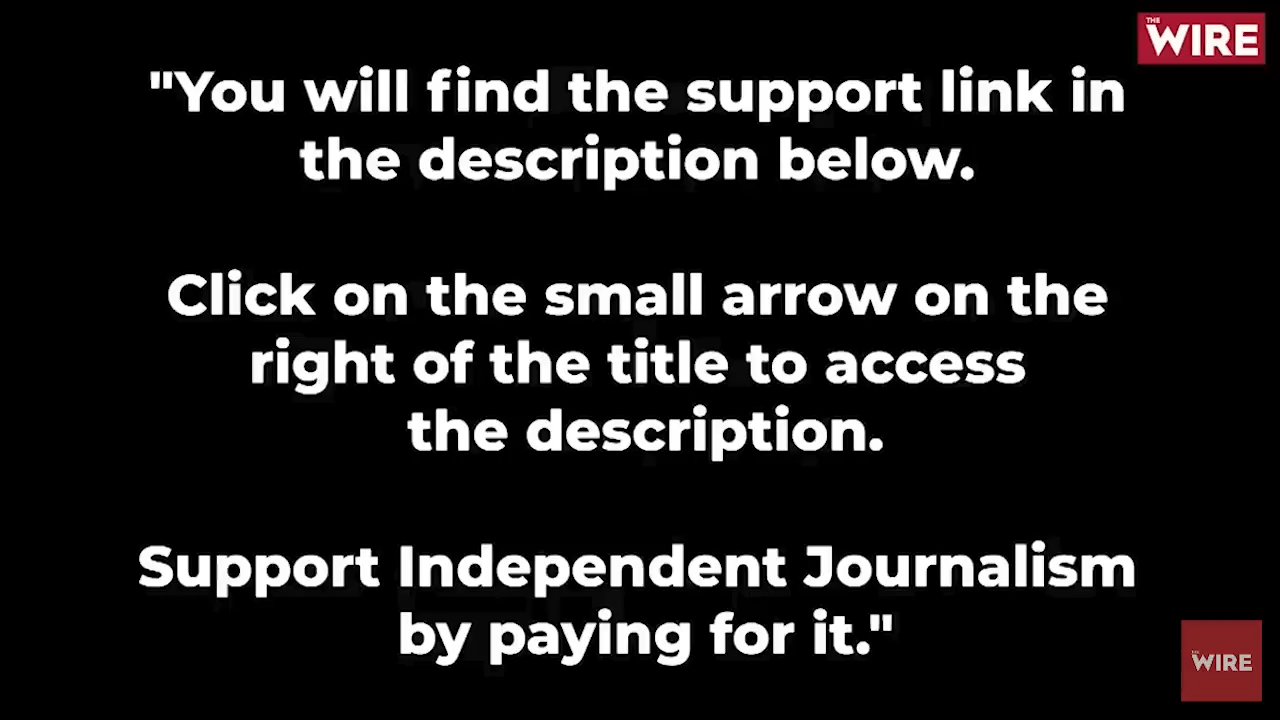 THE
WIRE
"You will find the support link in
the description below.
Click on the small arrow on the
right of the title to access
the description.
Support Independent Journalism
by paying for it."
THE
WIRE